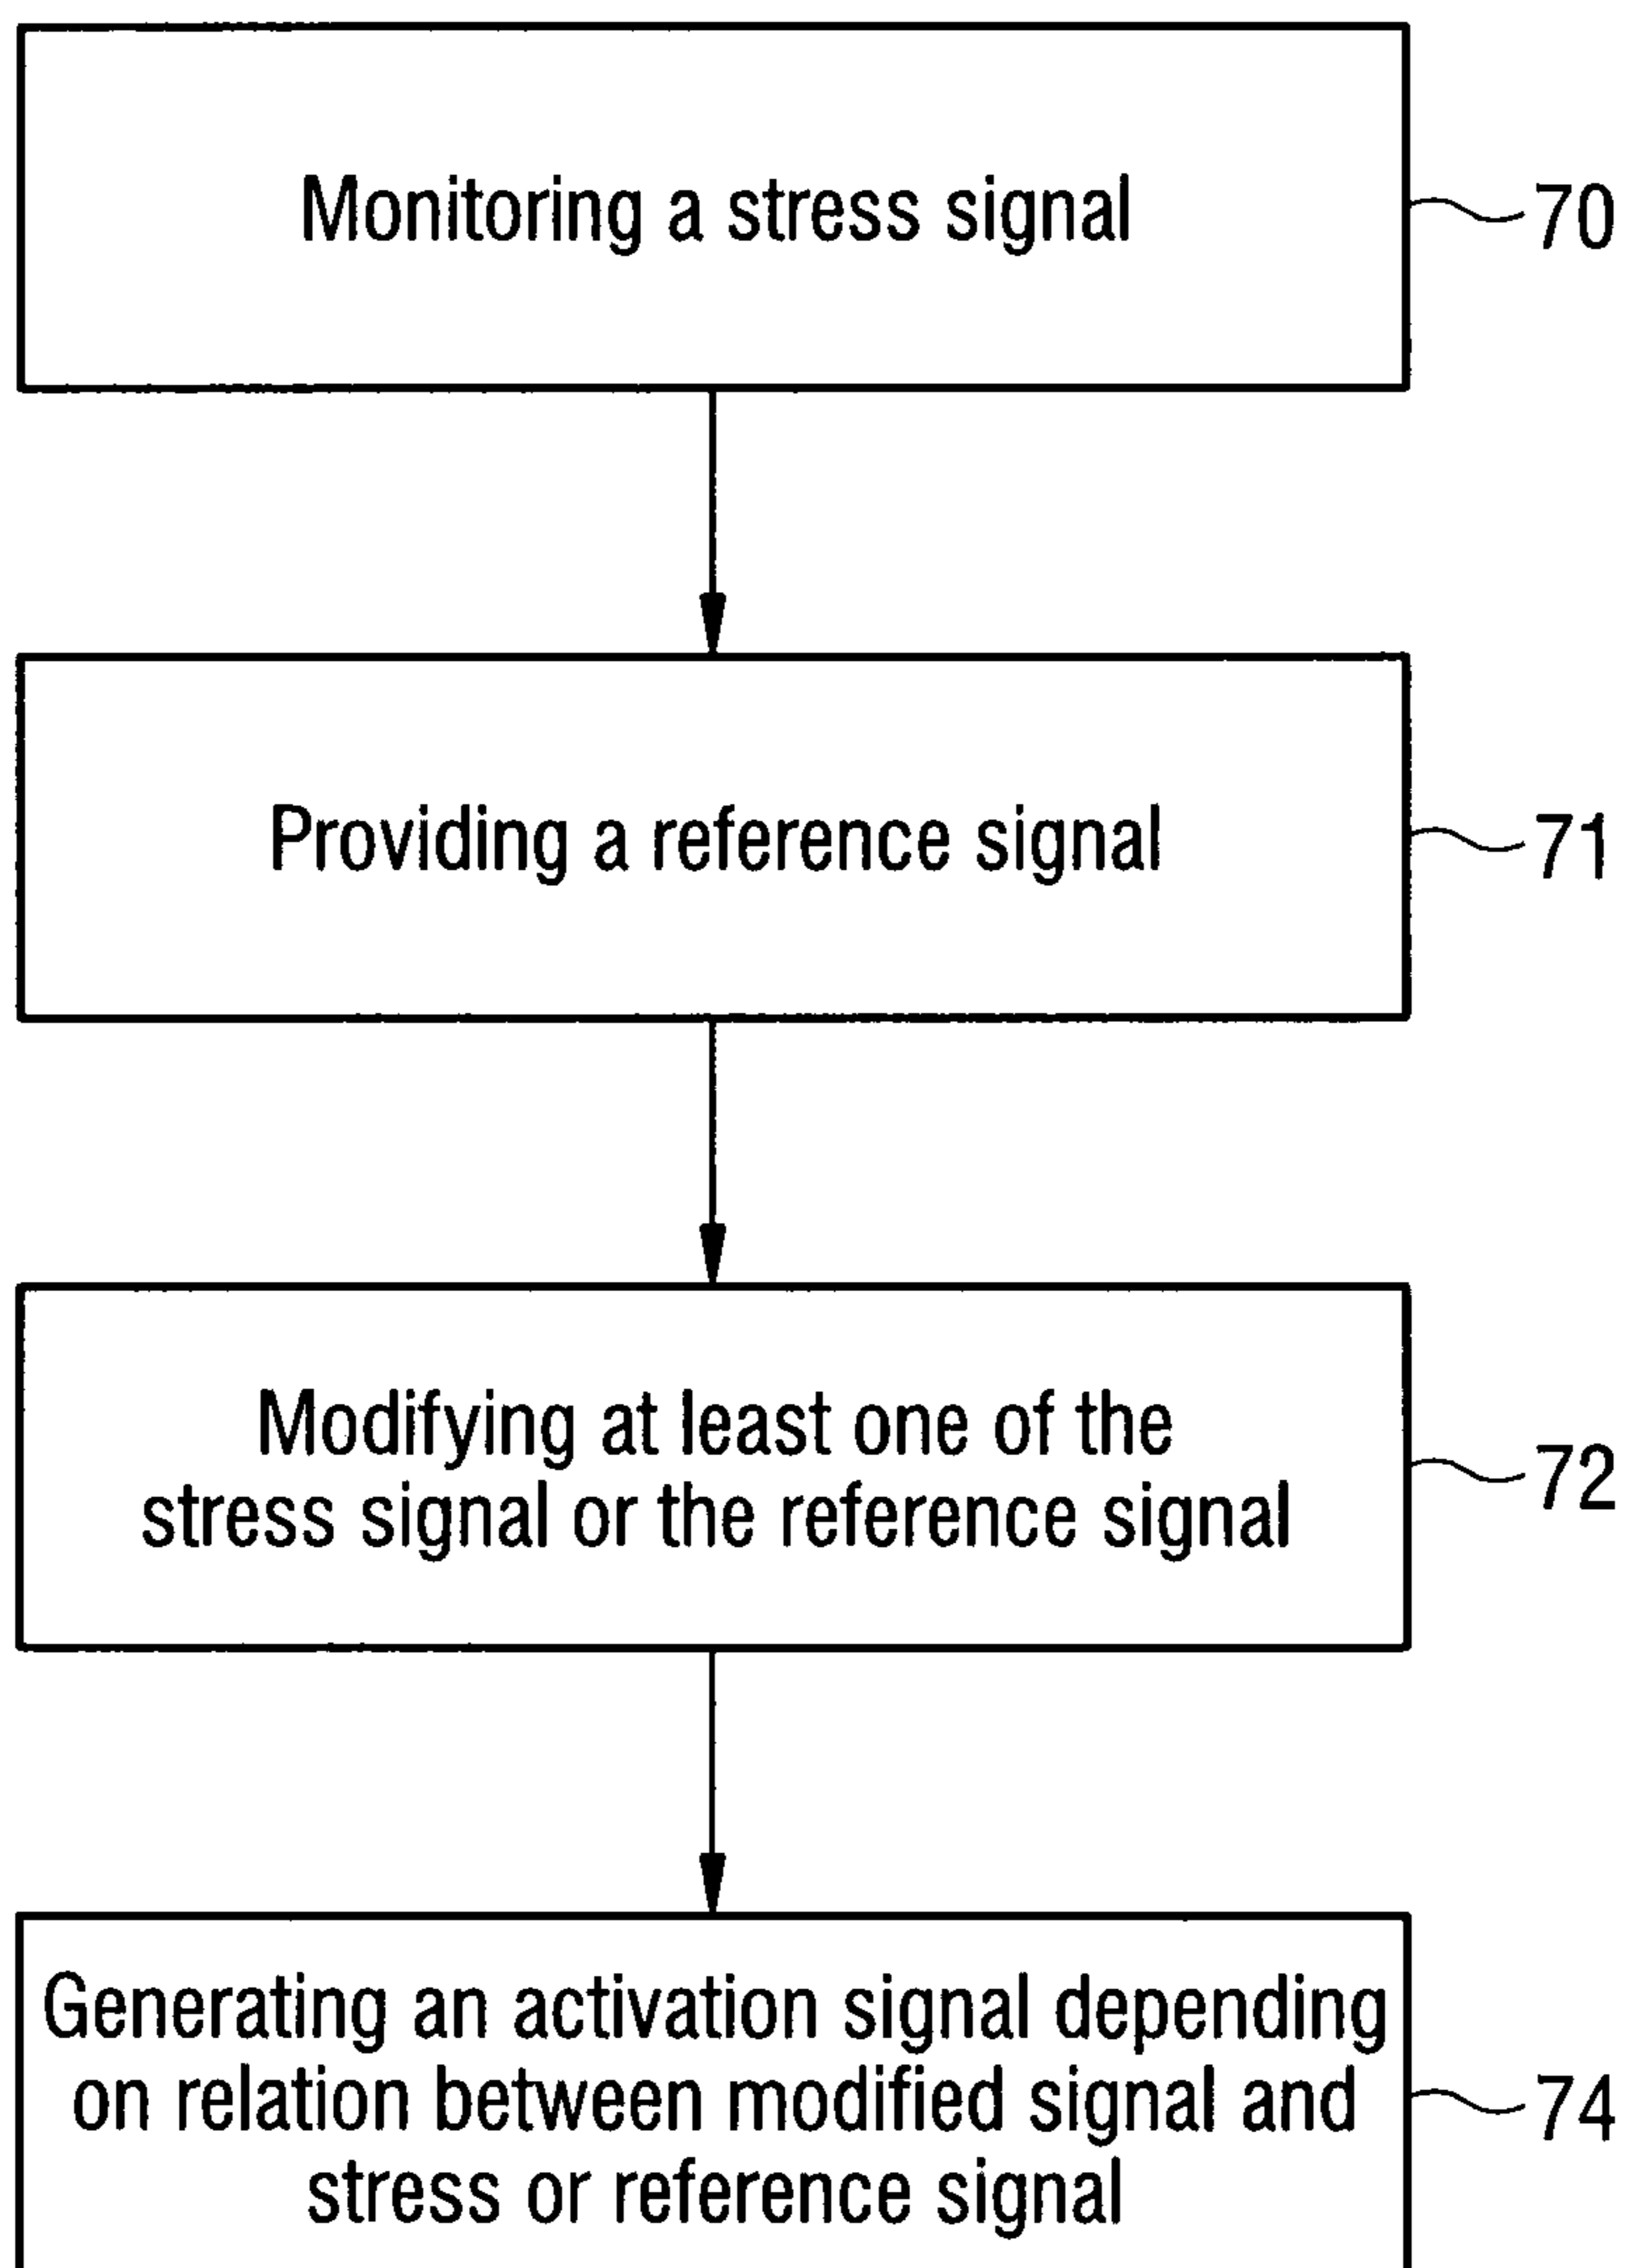 Monitoring a stress signal
70
Providing a reference signal
71
Modifying at least one of the
stress signal or the reference signal
72
Generating an activation signal depending
on relation between modified signal and
stress or reference signal
74